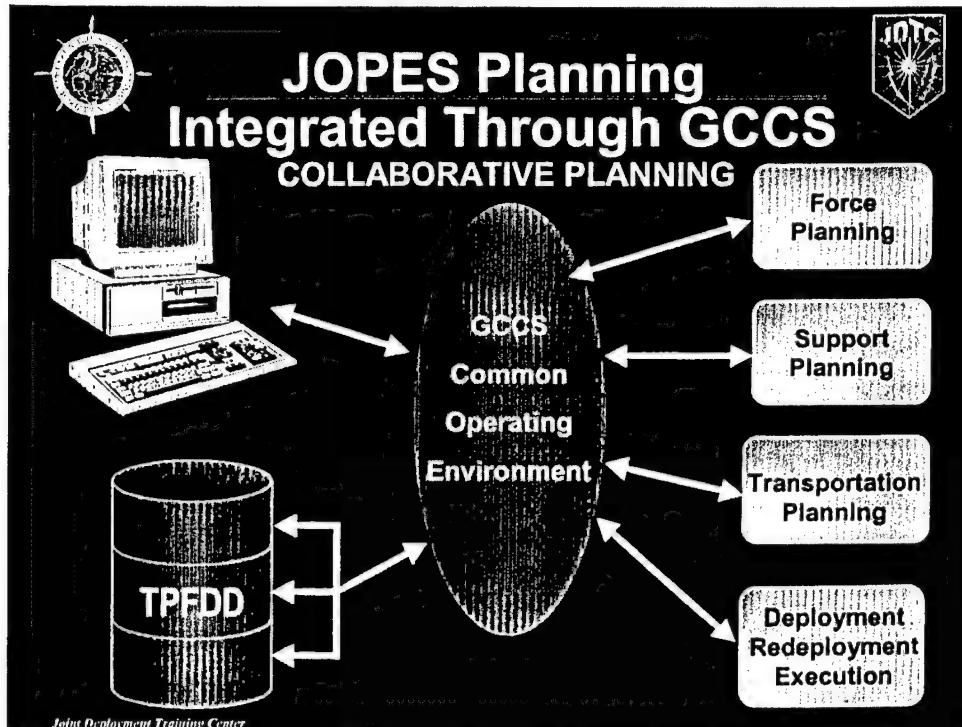 JDTC
JOPES Planning
Integrated Through GCCS
COLLABORATIVE PLANNING
GCCS
Common
Operating
Environment
TPFDD
Force
Planning
Support
Planning
Transportation
Planning
Deployment
Redeployment
Execution
Joint Deployment Training Center